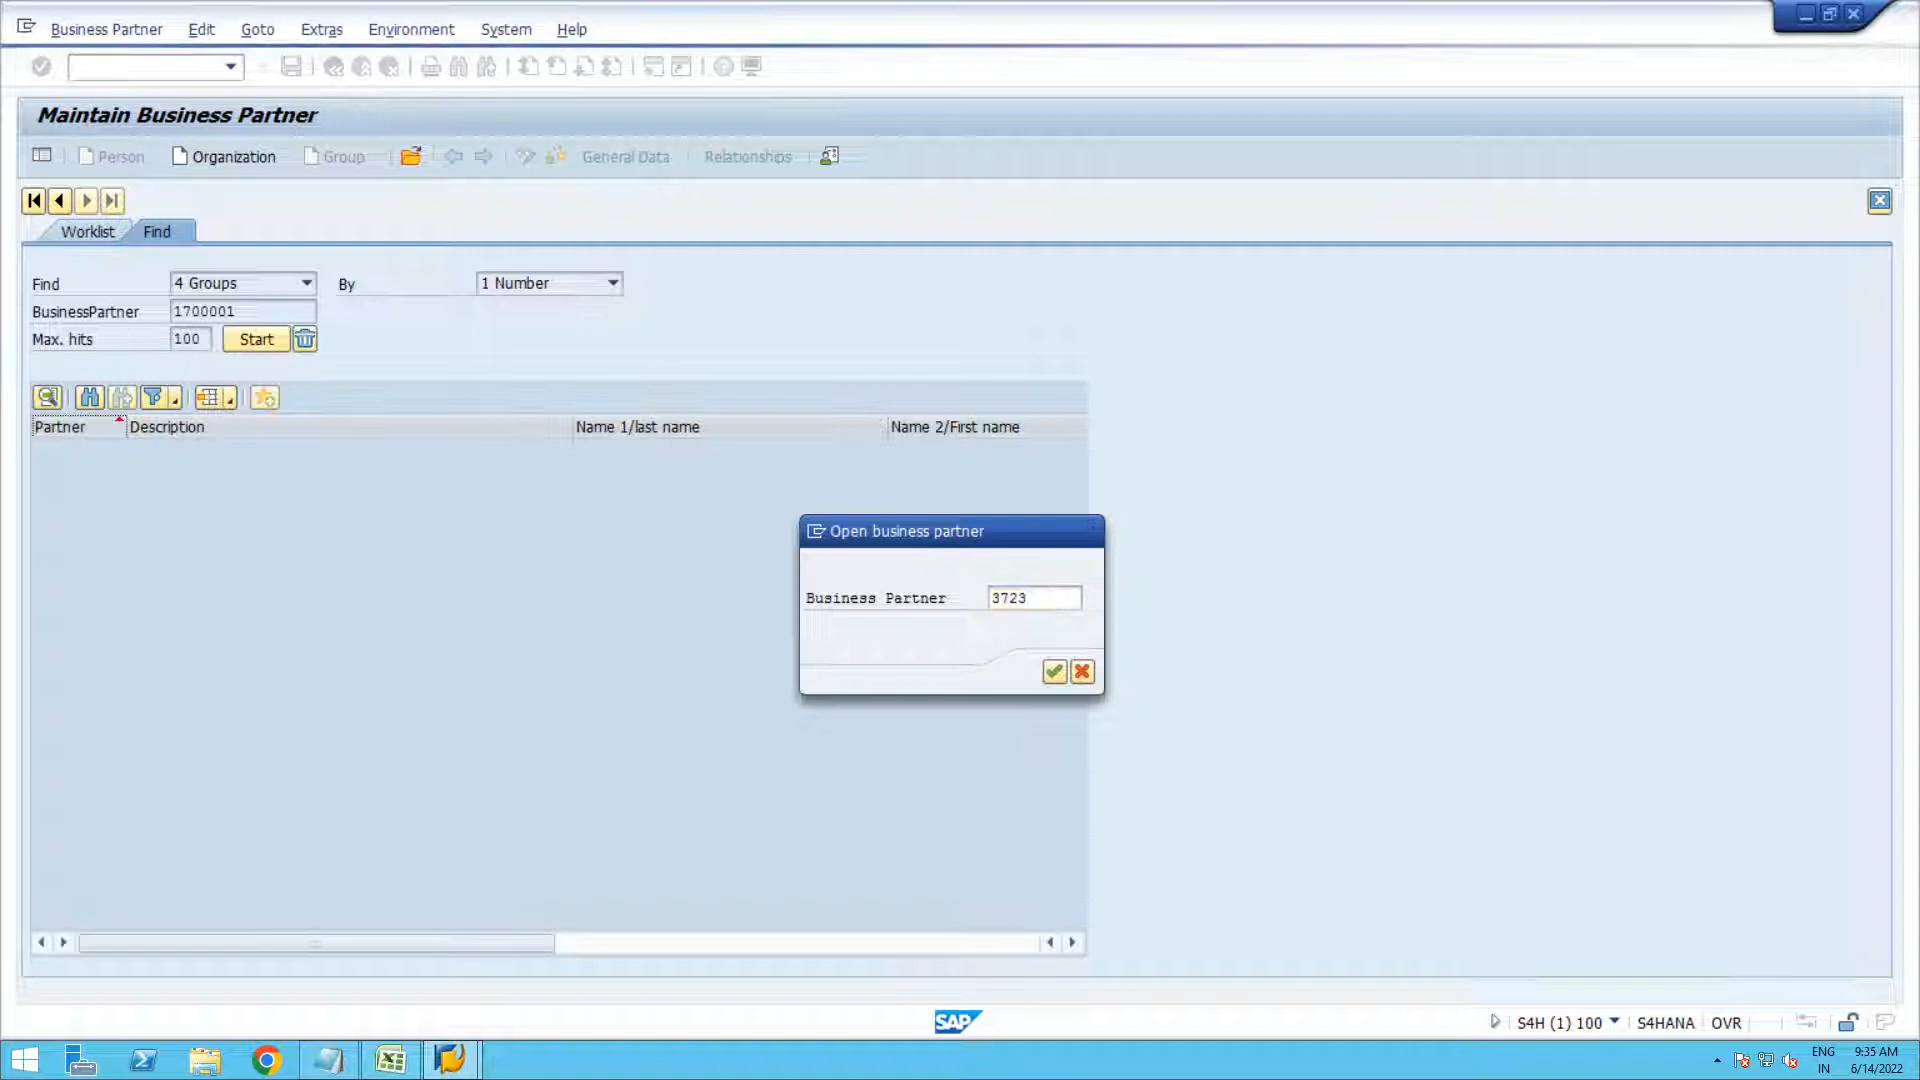 Business Partner Edit Goto Extras Environment System Help
Maintain Business Partner
Person Organization Group General Data Relationships
Worklist Find
Find 4 Groups By 1 Number
BusinessPartner 1700001
Max. hits 100 Start
Partner Description Name 1/last name Name 2/First name
Open business partner
Business Partner 3723
SAP
S4H (1) 100 S4HANA OVR
ENG 9:35 AM
IN 6/14/2022